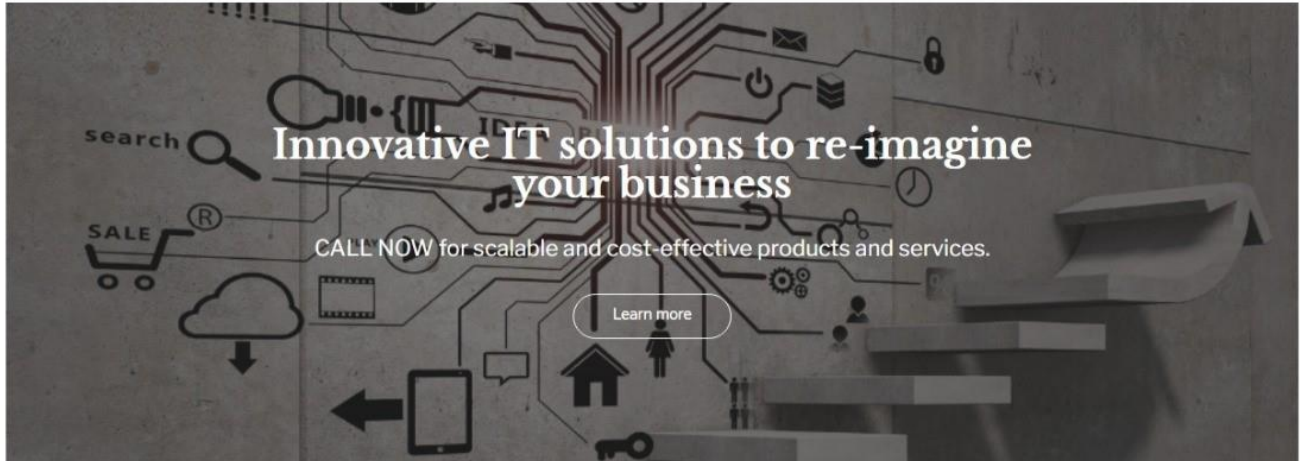 search
IDEA
Innovative IT solutions to re-imagine
your business
®
SALE
CALL NOW for scalable and cost-effective products and services.
Learn more